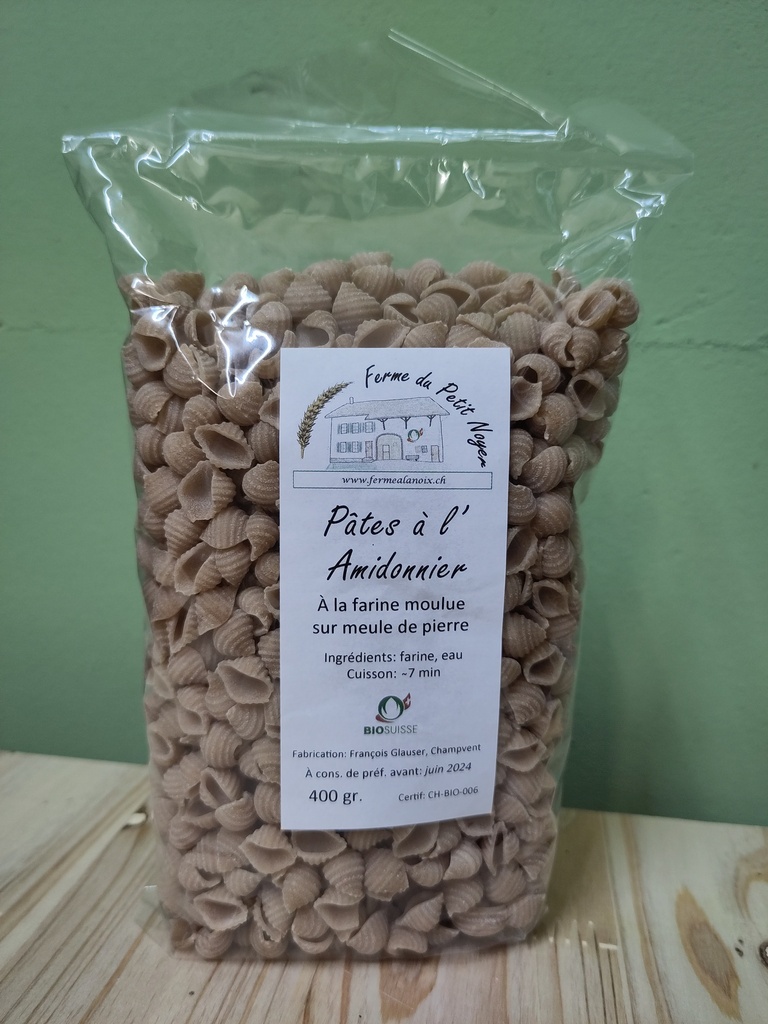 Ferme du Petit Noyer
www.fermealanoix.ch
Pâtes à l'
Amidonnier
À la farine moulue
sur meule de pierre
Ingrédients: farine, eau
Cuisson: ~7 min
BIOSUISSE
Fabrication: François Glauser, Champvent
À cons. de préf. avant: juin 2024
400 gr. Certif: CH-BIO-006